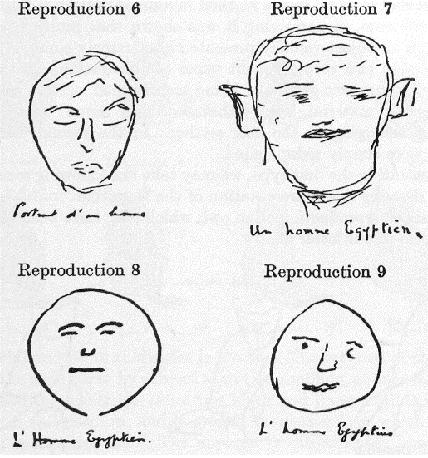 Reproduction 6
Reproduction 7
Portrait d'un homme
Un homme Egyptien.
Reproduction 8
Reproduction 9
L'Homme Egyptien.
L'homme Egyptien